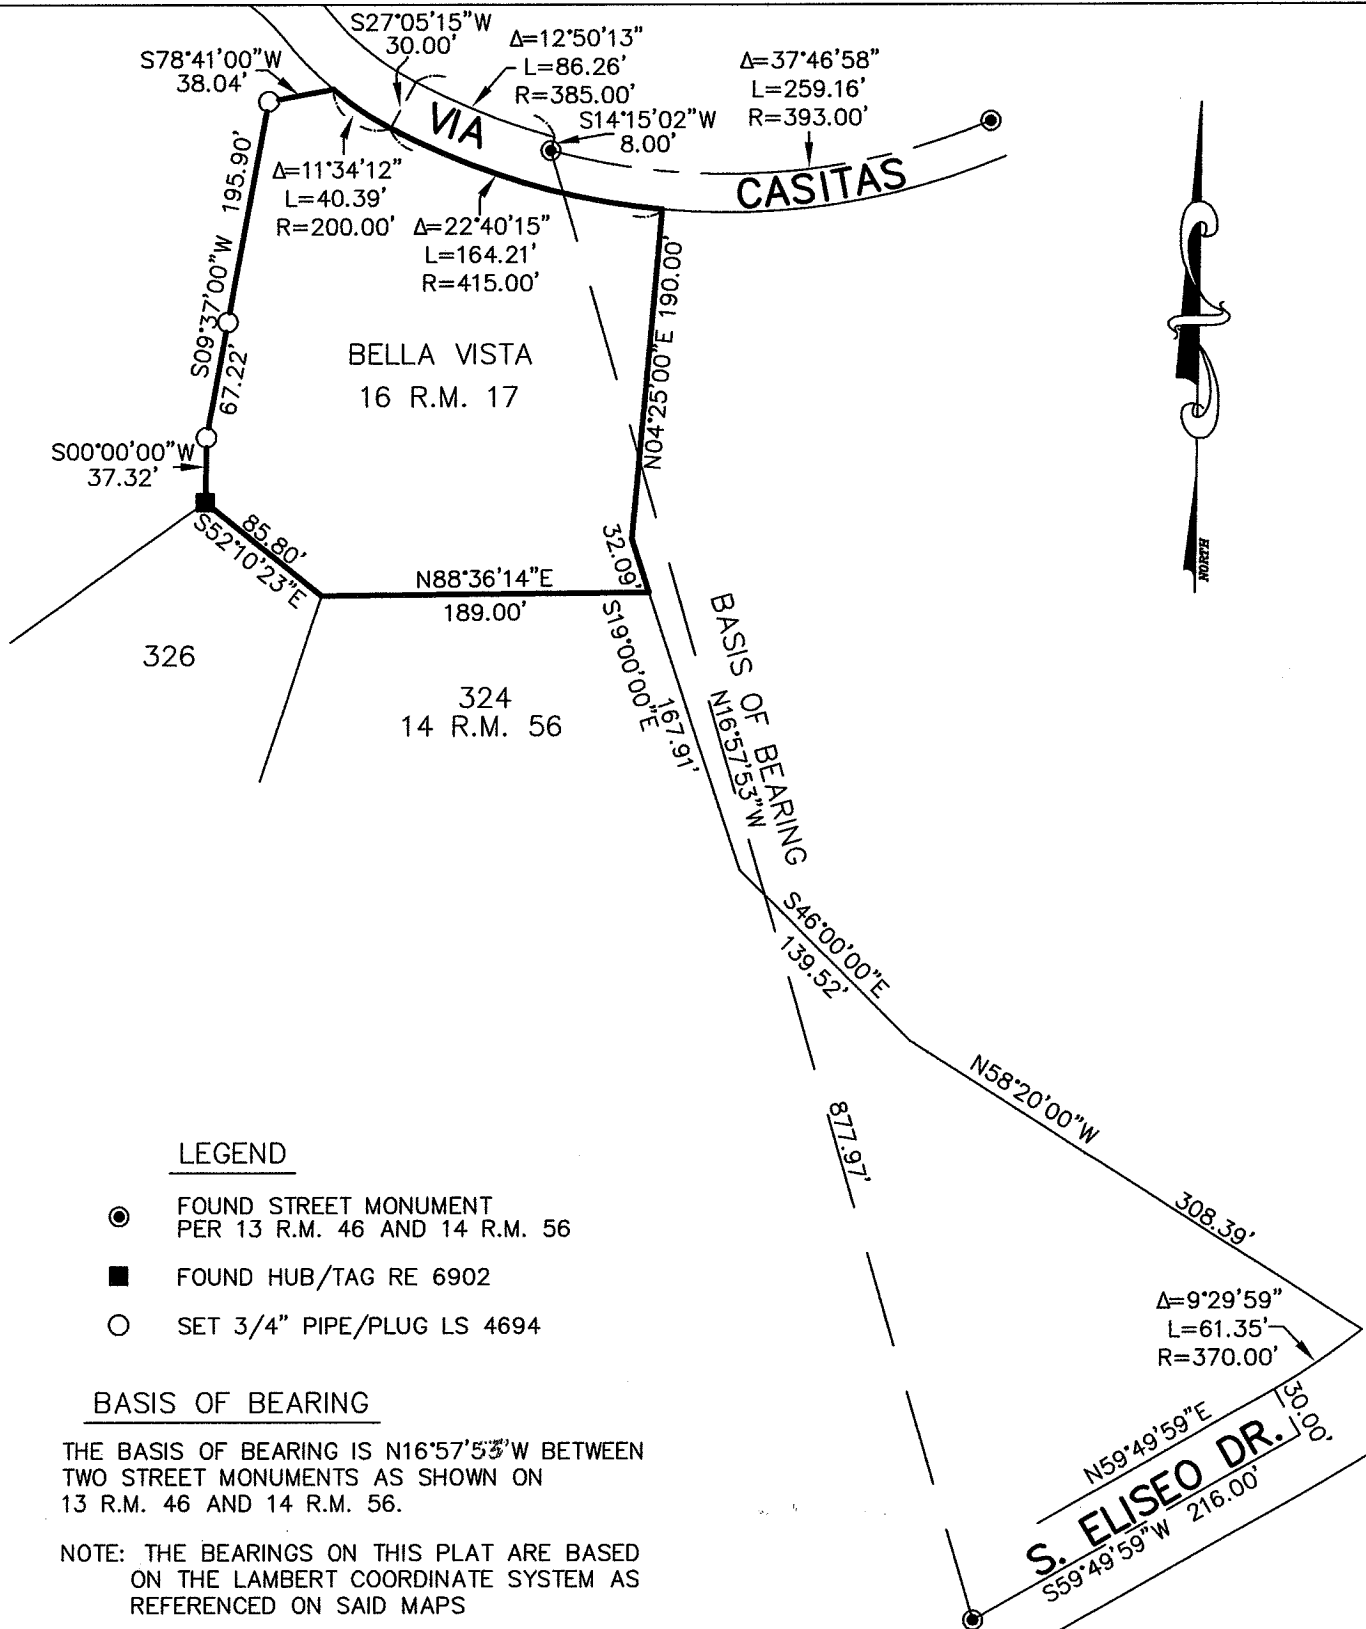 S27°05'15"W
30.00'
Δ=12°50'13"
L=86.26'
R=385.00'
S78°41'00"W
38.04'
Δ=37°46'58"
L=259.16'
R=393.00'
S14°15'02"W
8.00'
VIA
CASITAS
195.90'
S09°37'00"W
67.22'
Δ=11°34'12"
L=40.39'
R=200.00'
Δ=22°40'15"
L=164.21'
R=415.00'
BELLA VISTA
16 R.M. 17
N04°25'00"E 190.00'
S00°00'00"W
37.32'
85.80'
S52°10'23"E
N88°36'14"E
189.00'
32.09'
S19°00'00"E
167.91'
NORTH
326
324
14 R.M. 56
BASIS OF BEARING
N16°57'53"W
S46°00'00"E
139.52'
N58°20'00"W
308.39'
877.97'
Δ=9°29'59"
L=61.35'
R=370.00'
N59°49'59"E
30.00'
S. ELISEO DR.
S59°49'59"W 216.00'
LEGEND
FOUND STREET MONUMENT
PER 13 R.M. 46 AND 14 R.M. 56
FOUND HUB/TAG RE 6902
SET 3/4" PIPE/PLUG LS 4694
BASIS OF BEARING
THE BASIS OF BEARING IS N16°57'53"W BETWEEN
TWO STREET MONUMENTS AS SHOWN ON
13 R.M. 46 AND 14 R.M. 56.
NOTE: THE BEARINGS ON THIS PLAT ARE BASED
ON THE LAMBERT COORDINATE SYSTEM AS
REFERENCED ON SAID MAPS